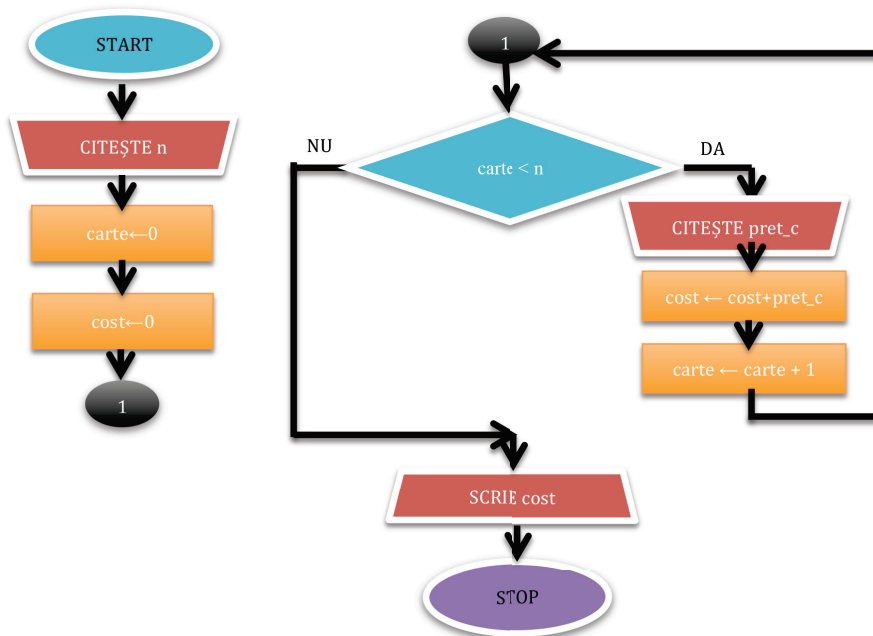 START
CITEȘTE n
carte←0
cost←0
1
1
carte < n
NU
DA
CITEȘTE pret_c
cost ← cost+pret_c
carte ← carte + 1
SCRIE cost
STOP